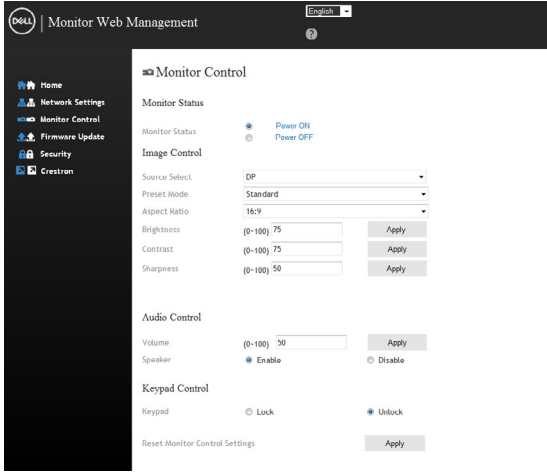 DELL
Monitor Web Management
English
?
Home
Network Settings
Monitor Control
Firmware Update
Security
Crestron
Monitor Control
Monitor Status
Monitor Status
Power ON
Power OFF
Image Control
Source Select DP
Preset Mode Standard
Aspect Ratio 16:9
Brightness (0~100) 75 Apply
Contrast (0~100) 75 Apply
Sharpness (0~100) 50 Apply
Audio Control
Volume (0~100) 50 Apply
Speaker Enable Disable
Keypad Control
Keypad Lock Unlock
Reset Monitor Control Settings Apply